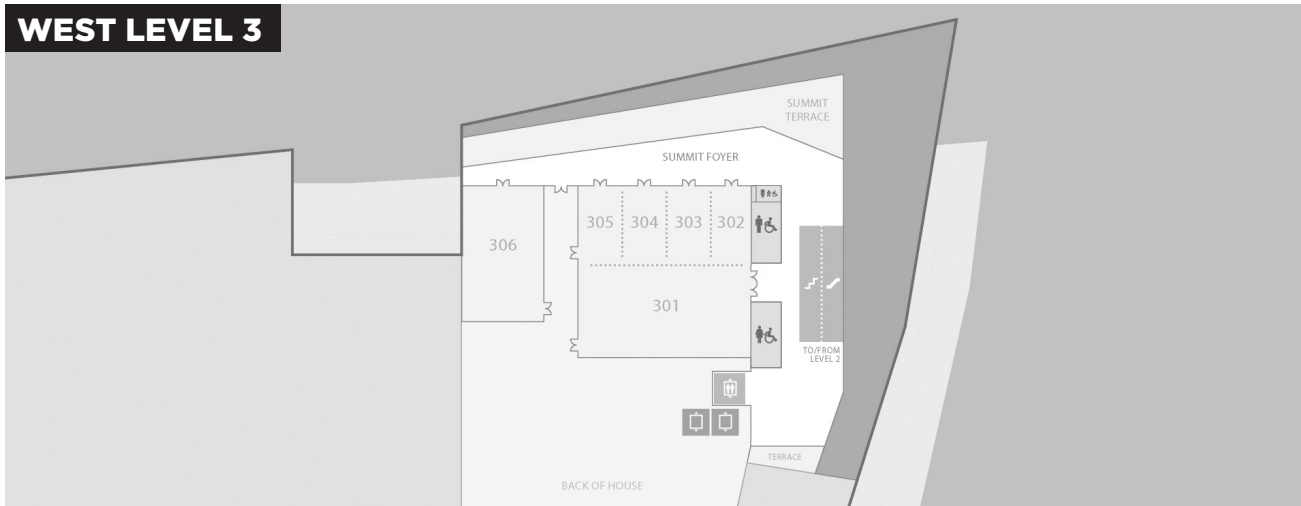 WEST LEVEL 3
SUMMIT
TERRACE
SUMMIT FOYER
305
304
303
302
306
301
TO/FROM
LEVEL 2
TERRACE
BACK OF HOUSE